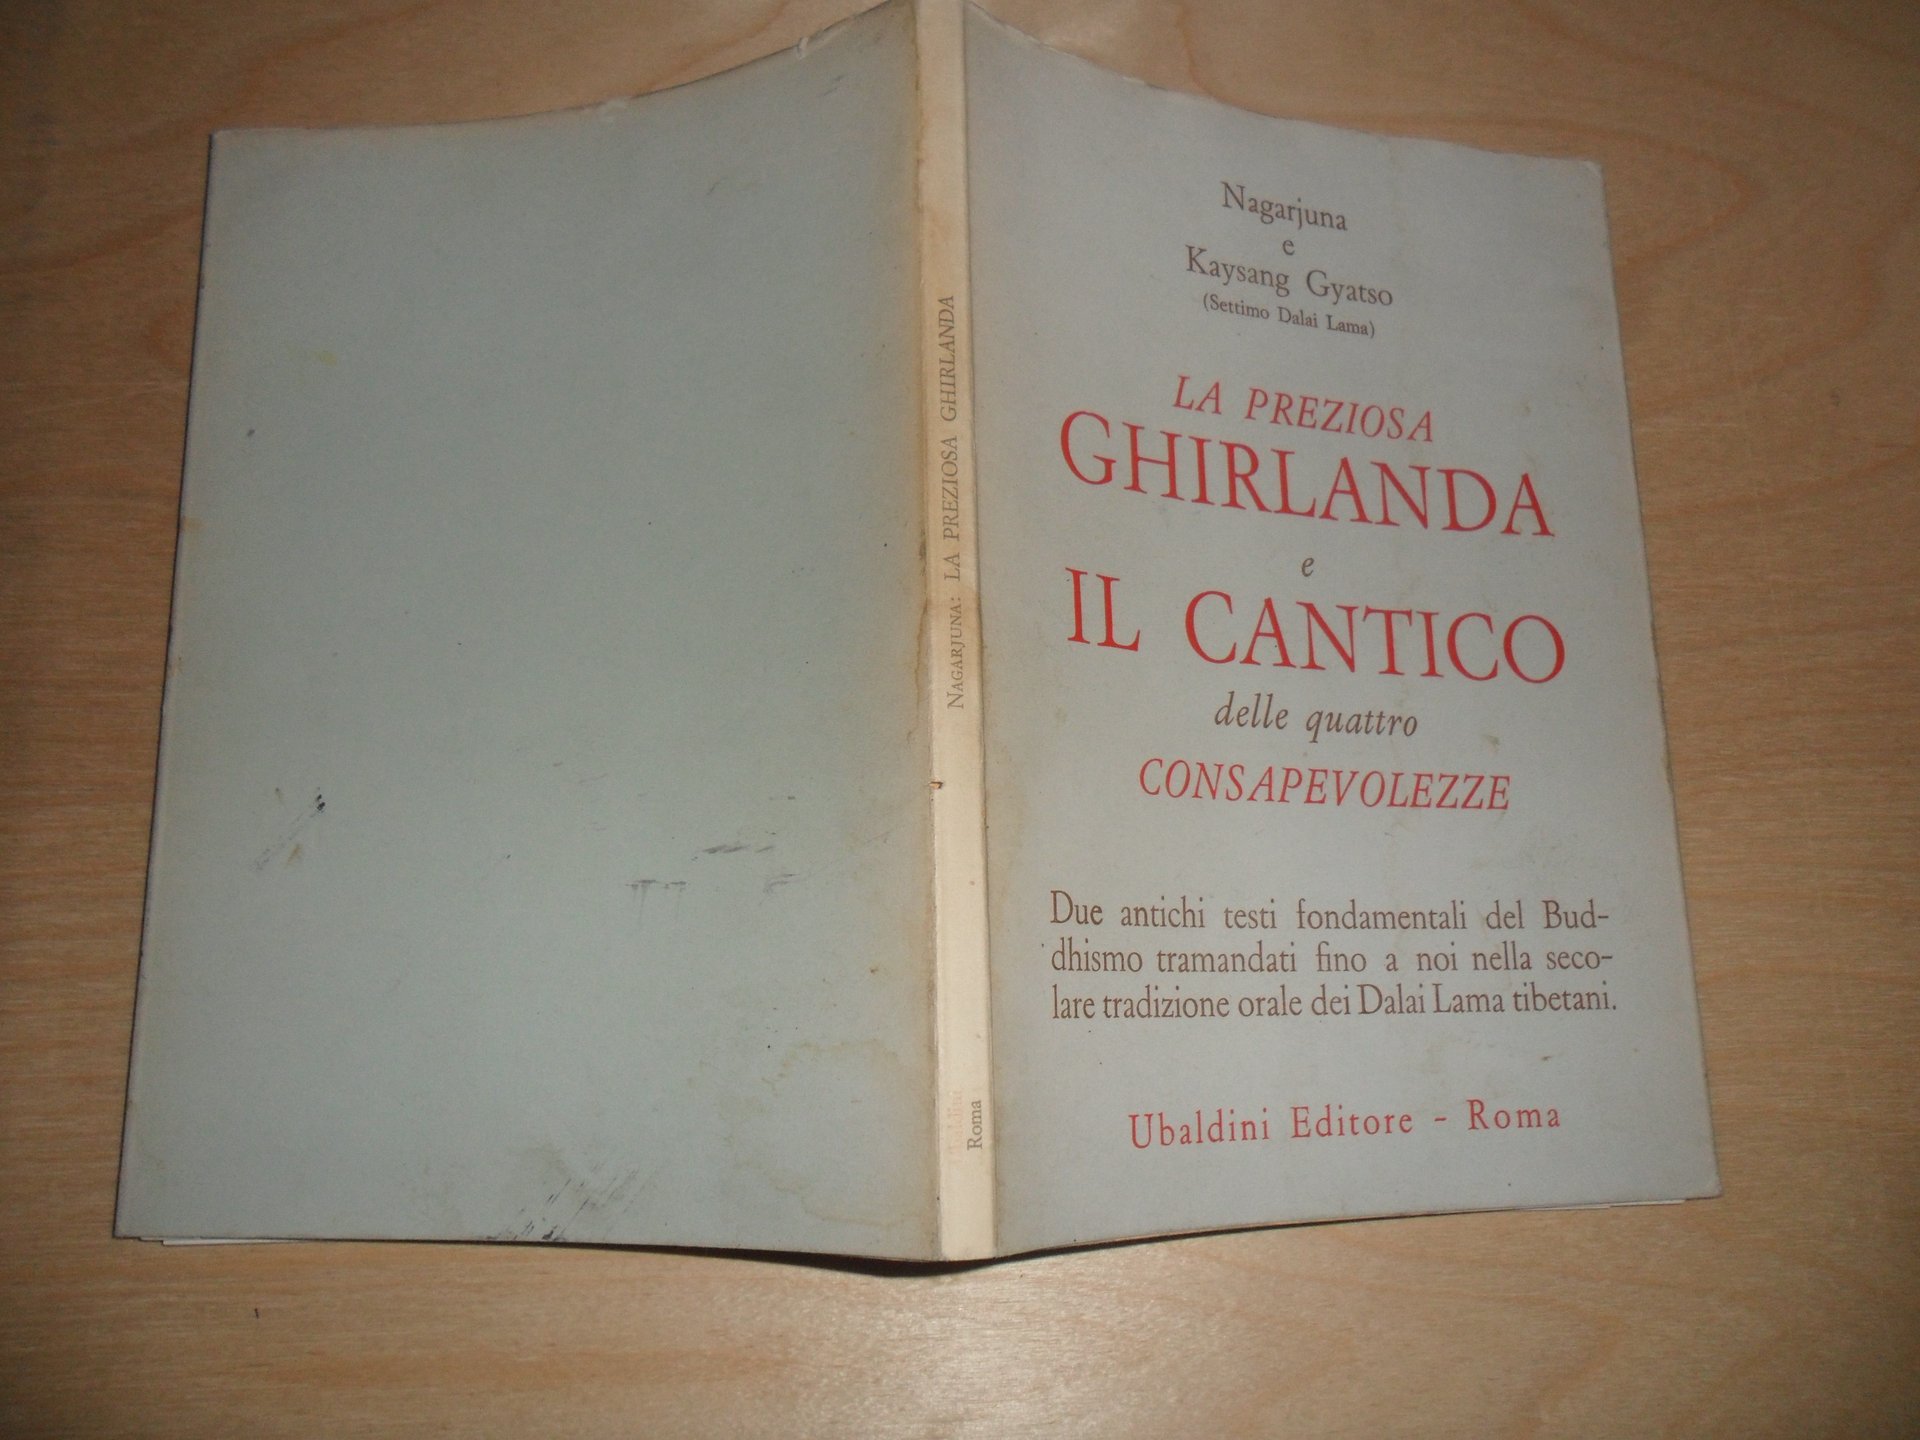 Nagarjuna
e
Kaysang Gyatso
(Settimo Dalai Lama)
LA PREZIOSA
GHIRLANDA
e
IL CANTICO
delle quattro
CONSAPEVOLEZZE
Due antichi testi fondamentali del Bud-
dhismo tramandati fino a noi nella seco-
lare tradizione orale dei Dalai Lama tibetani.
Ubaldini Editore - Roma
NAGARJUNA: LA PREZIOSA GHIRLANDA
Ubaldini
Roma